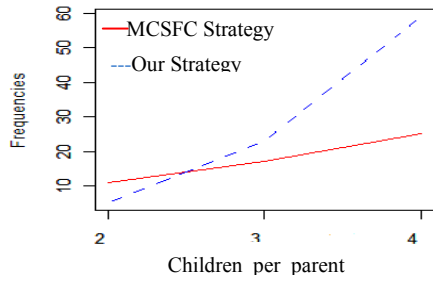 60
50
40
30
20
10
Frequencies
MCSFC Strategy
Our Strategy
2 3 4
Children per parent